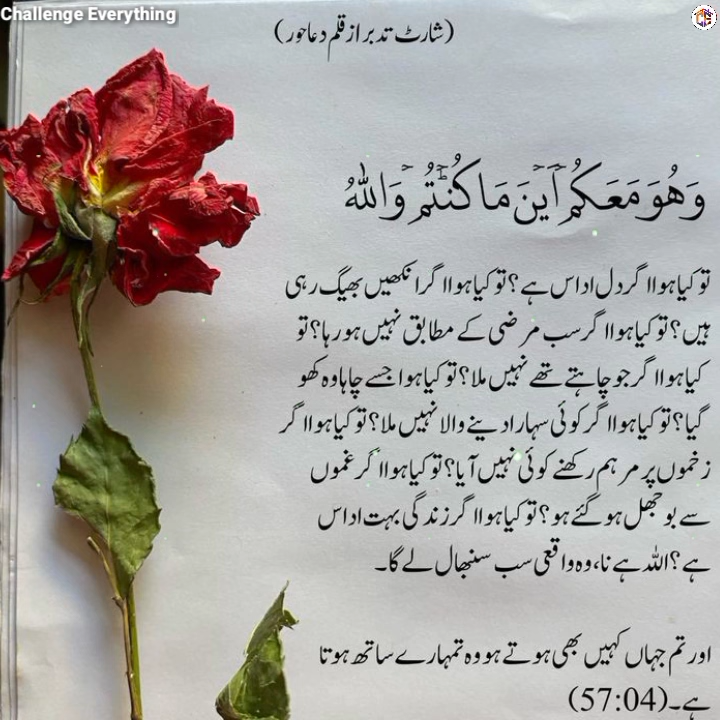 Challenge Everything
(شارٹ تدبر از قلم دعا حور)
وَهُوَ مَعَكُمْ اَيْنَ مَا كُنْتُمْ وَاللّٰهُ
تو کیا ہوا اگر دل اداس ہے؟ تو کیا ہوا اگر انکھیں بھیگ رہی
ہیں؟ تو کیا ہوا اگر سب مرضی کے مطابق نہیں ہو رہا؟ تو
کیا ہوا اگر جو چاہتے تھے نہیں ملا؟ تو کیا ہوا جسے چاہا وہ کھو
گیا؟ تو کیا ہوا اگر کوئی سہارا دینے والا نہیں ملا؟ تو کیا ہوا اگر
زخموں پر مرہم رکھنے کوئی نہیں آیا؟ تو کیا ہوا اگر غموں
سے بوجھل ہو گئے ہو؟ تو کیا ہوا اگر زندگی بہت اداس
ہے؟ اللہ ہے نا، وہ واقعی سب سنبھال لے گا۔
اور تم جہاں کہیں بھی ہوتے ہو وہ تمہارے ساتھ ہوتا
ہے۔(57:04)